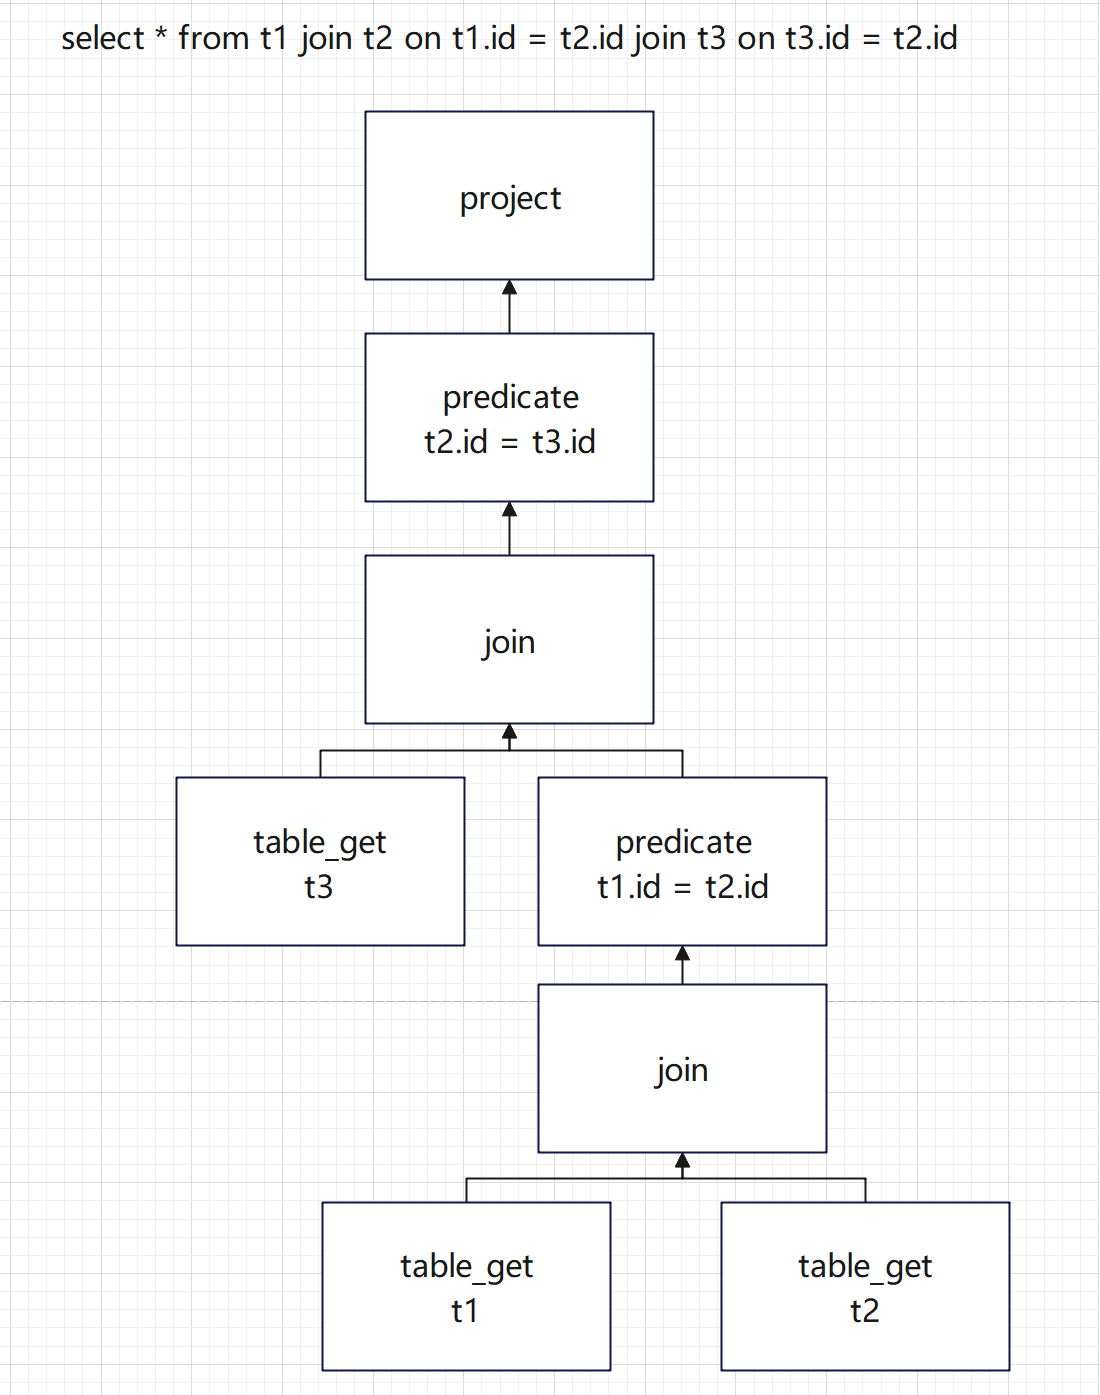 select * from t1 join t2 on t1.id = t2.id join t3 on t3.id = t2.id
project
predicate
t2.id = t3.id
join
table_get
t3
predicate
t1.id = t2.id
join
table_get
t1
table_get
t2